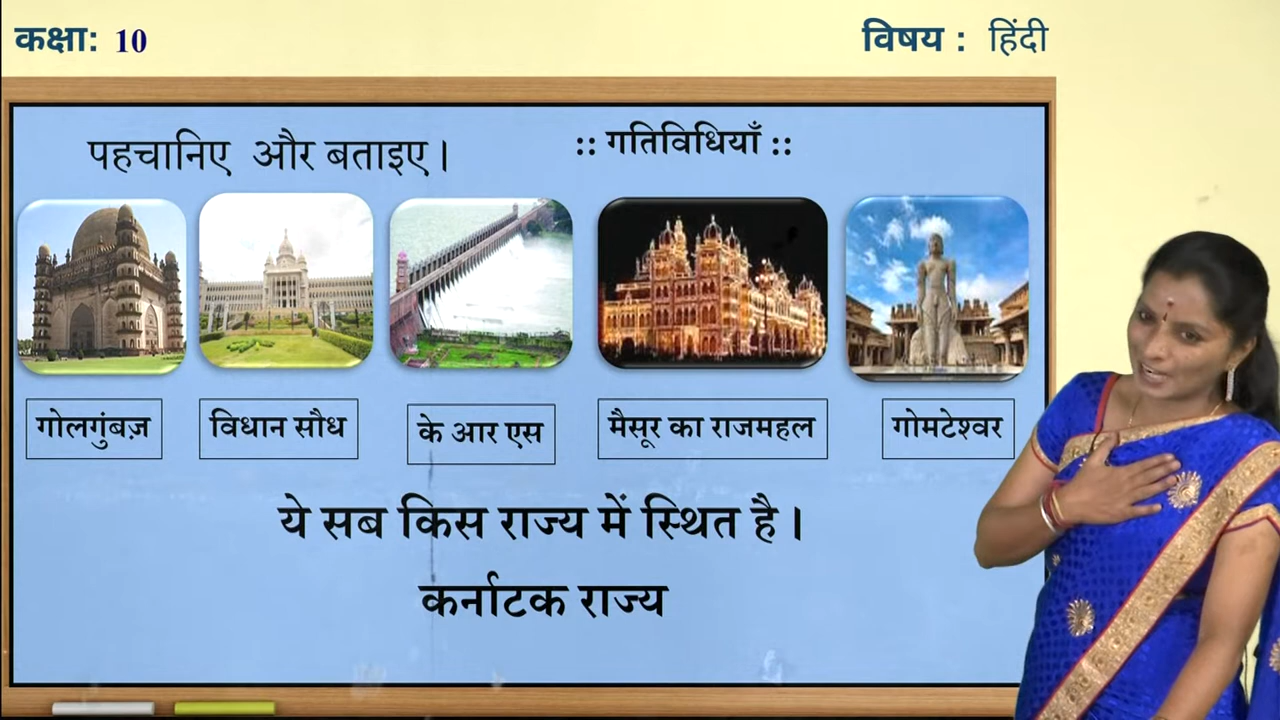 कक्षा: 10
विषय : हिंदी
पहचानिए और बताइए।
:: गतिविधियाँ ::
गोलगुंबज़
विधान सौध
के आर एस
मैसूर का राजमहल
गोमटेश्वर
ये सब किस राज्य में स्थित है।
कर्नाटक राज्य